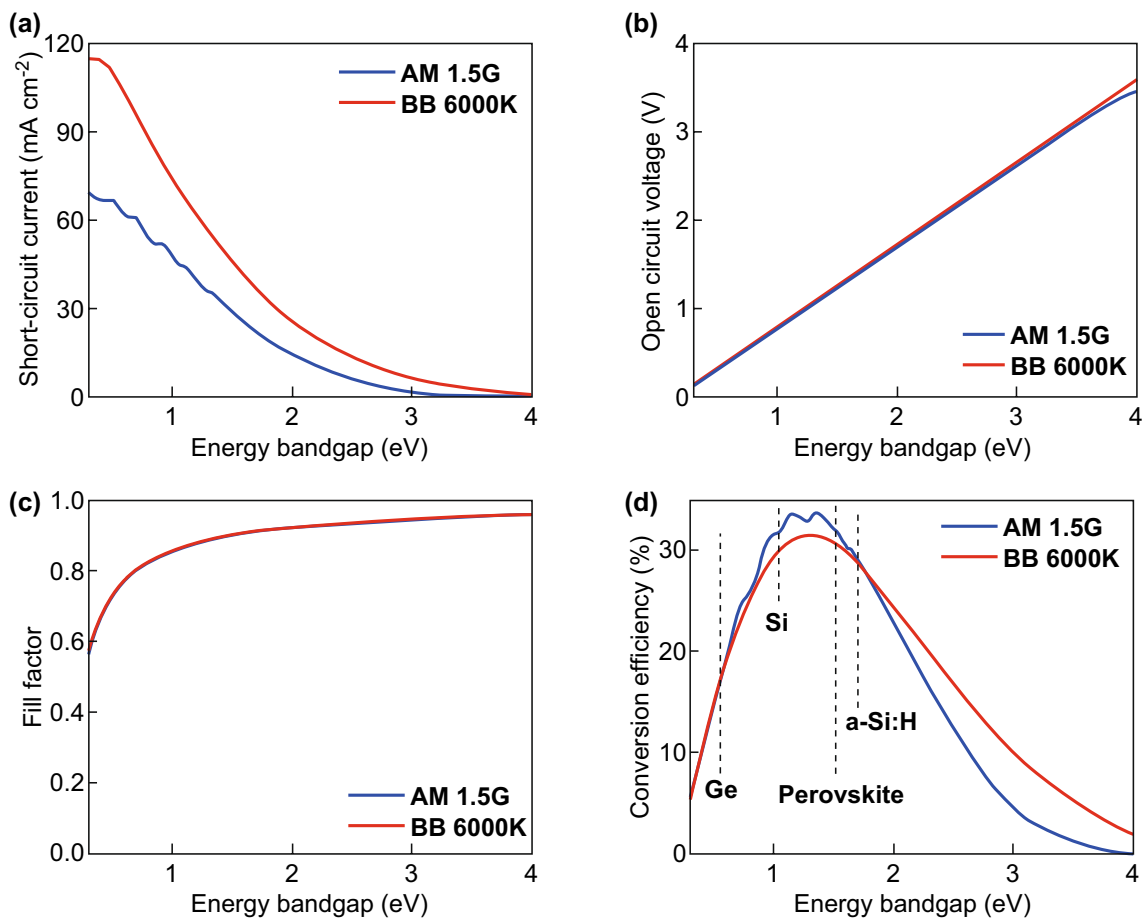 (a)
120
90
60
30
0
Short-circuit current (mA cm⁻²)
AM 1.5G
BB 6000K
1 2 3 4
Energy bandgap (eV)
(b)
4
3
2
1
0
Open circuit voltage (V)
AM 1.5G
BB 6000K
1 2 3 4
Energy bandgap (eV)
(c)
1.0
0.8
0.6
0.4
0.2
0.0
Fill factor
AM 1.5G
BB 6000K
1 2 3 4
Energy bandgap (eV)
(d)
30
20
10
0
Conversion efficiency (%)
AM 1.5G
BB 6000K
Si
a-Si:H
Ge
Perovskite
1 2 3 4
Energy bandgap (eV)